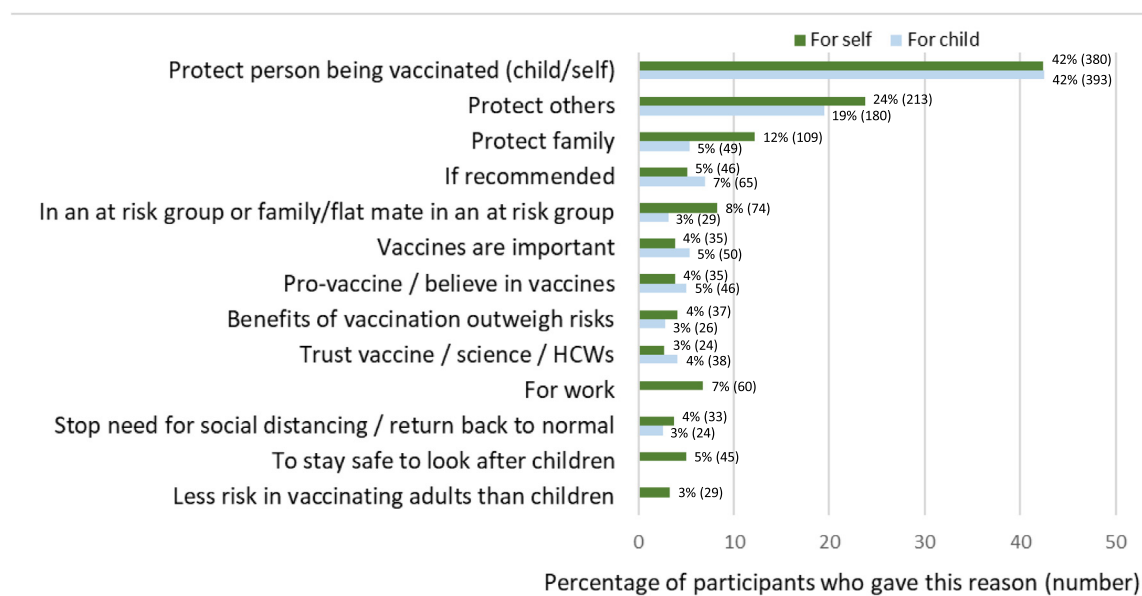 For self For child
Protect person being vaccinated (child/self) 42% (380)
42% (393)
Protect others 24% (213)
19% (180)
Protect family 12% (109)
5% (49)
If recommended 5% (46)
7% (65)
In an at risk group or family/flat mate in an at risk group 8% (74)
3% (29)
Vaccines are important 4% (35)
5% (50)
Pro-vaccine / believe in vaccines 4% (35)
5% (46)
Benefits of vaccination outweigh risks 4% (37)
3% (26)
Trust vaccine / science / HCWs 3% (24)
4% (38)
For work 7% (60)
Stop need for social distancing / return back to normal 4% (33)
3% (24)
To stay safe to look after children 5% (45)
Less risk in vaccinating adults than children 3% (29)
0 10 20 30 40 50
Percentage of participants who gave this reason (number)